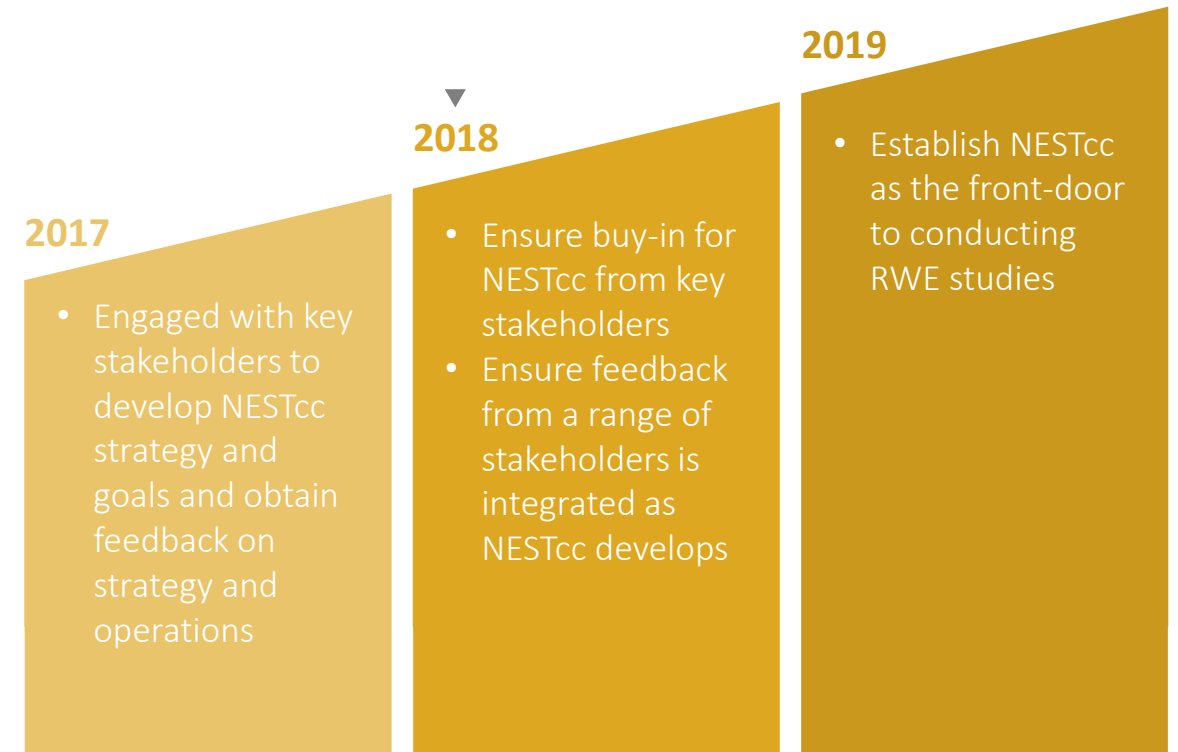 2017
• Engaged with key
stakeholders to
develop NESTcc
strategy and
goals and obtain
feedback on
strategy and
operations
2018
• Ensure buy-in for
NESTcc from key
stakeholders
• Ensure feedback
from a range of
stakeholders is
integrated as
NESTcc develops
2019
• Establish NESTcc
as the front-door
to conducting
RWE studies